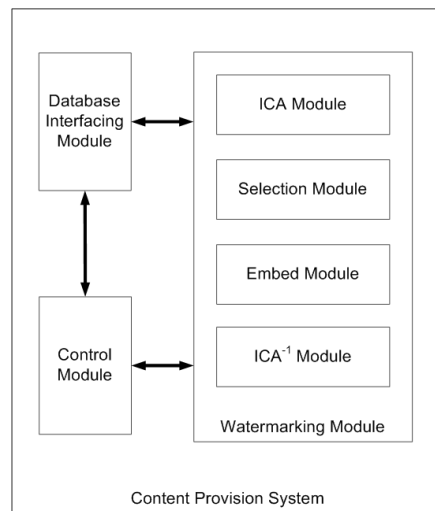 Database
Interfacing
Module
ICA Module
Selection Module
Embed Module
Control
Module
ICA⁻¹ Module
Watermarking Module
Content Provision System